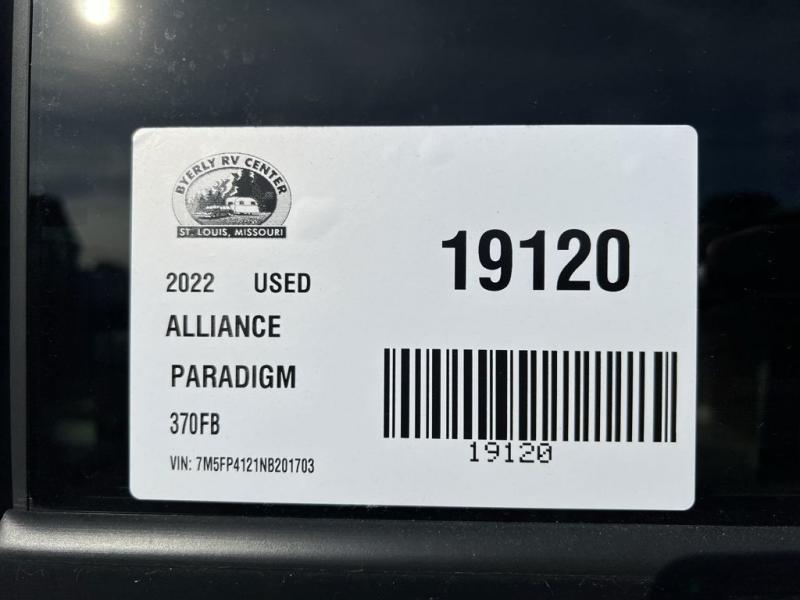 BYERLY RV CENTER
ST. LOUIS, MISSOURI
19120
2022 USED
ALLIANCE
PARADIGM
370FB
VIN: 7M5FP4121NB201703
19120